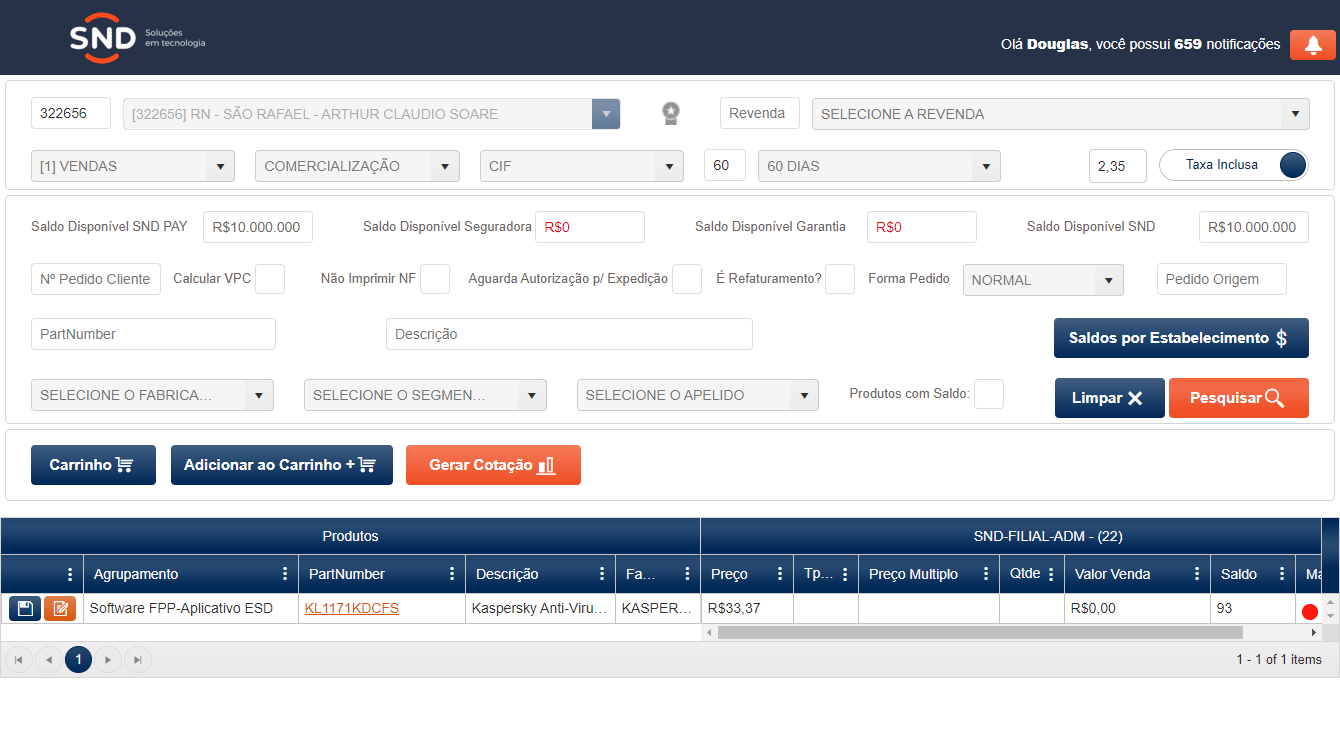 SND Soluções em tecnologia
Olá Douglas, você possui 659 notificações
322656 [322656] RN - SÃO RAFAEL - ARTHUR CLAUDIO SOARE Revenda SELECIONE A REVENDA
[1] VENDAS COMERCIALIZAÇÃO CIF 60 60 DIAS 2,35 Taxa Inclusa
Saldo Disponível SND PAY R$10.000.000 Saldo Disponível Seguradora R$0 Saldo Disponível Garantia R$0 Saldo Disponível SND R$10.000.000
Nº Pedido Cliente Calcular VPC Não Imprimir NF Aguarda Autorização p/ Expedição É Refaturamento? Forma Pedido NORMAL Pedido Origem
PartNumber Descrição Saldos por Estabelecimento $
SELECIONE O FABRICA... SELECIONE O SEGMEN... SELECIONE O APELIDO Produtos com Saldo: Limpar Pesquisar
Carrinho Adicionar ao Carrinho + Gerar Cotação
Produtos SND-FILIAL-ADM - (22)
Agrupamento PartNumber Descrição Fa... Preço Tp... Preço Multiplo Qtde Valor Venda Saldo Ma
Software FPP-Aplicativo ESD KL1171KDCFS Kaspersky Anti-Viru... KASPER... R$33,37 R$0,00 93
1 1 - 1 of 1 items